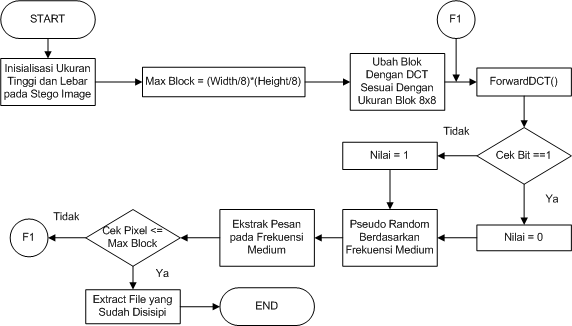 START
F1
Inisialisasi Ukuran
Tinggi dan Lebar
pada Stego Image
Max Block = (Width/8)*(Height/8)
Ubah Blok
Dengan DCT
Sesuai Dengan
Ukuran Blok 8x8
ForwardDCT()
Tidak
Cek Bit ==1
Nilai = 1
Ya
Nilai = 0
Pseudo Random
Berdasarkan
Frekuensi Medium
Ekstrak Pesan
pada Frekuensi
Medium
Cek Pixel <=
Max Block
Tidak
F1
Ya
Extract File yang
Sudah Disisipi
END